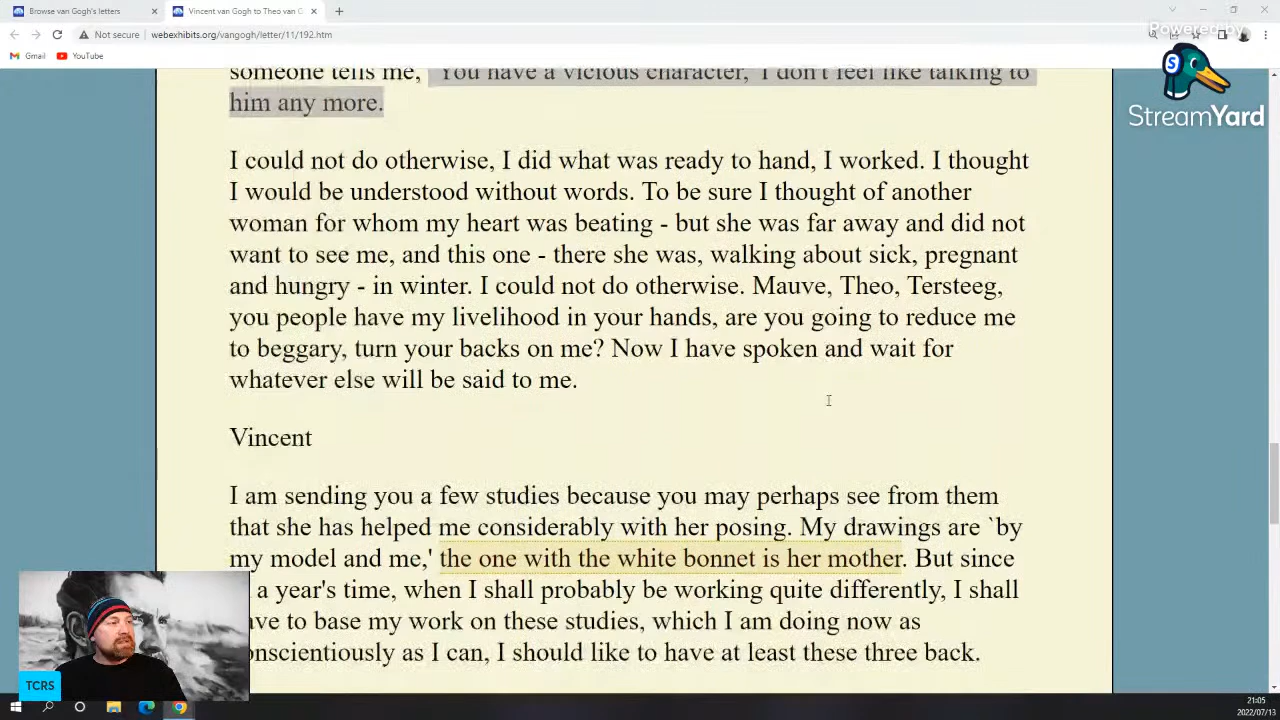 Browse van Gogh's letters
Vincent van Gogh to Theo van G
Not secure
webexhibits.org/vangogh/letter/11/192.htm
Powered by
Gmail
YouTube
StreamYard
someone tells me, `You have a vicious character,' I don't feel like talking to
him any more.
I could not do otherwise, I did what was ready to hand, I worked. I thought
I would be understood without words. To be sure I thought of another
woman for whom my heart was beating - but she was far away and did not
want to see me, and this one - there she was, walking about sick, pregnant
and hungry - in winter. I could not do otherwise. Mauve, Theo, Tersteeg,
you people have my livelihood in your hands, are you going to reduce me
to beggary, turn your backs on me? Now I have spoken and wait for
whatever else will be said to me.
Vincent
I am sending you a few studies because you may perhaps see from them
that she has helped me considerably with her posing. My drawings are `by
my model and me,' the one with the white bonnet is her mother. But since
a year's time, when I shall probably be working quite differently, I shall
ave to base my work on these studies, which I am doing now as
onscientiously as I can, I should like to have at least these three back.
TCRS
21:05
2022/07/13